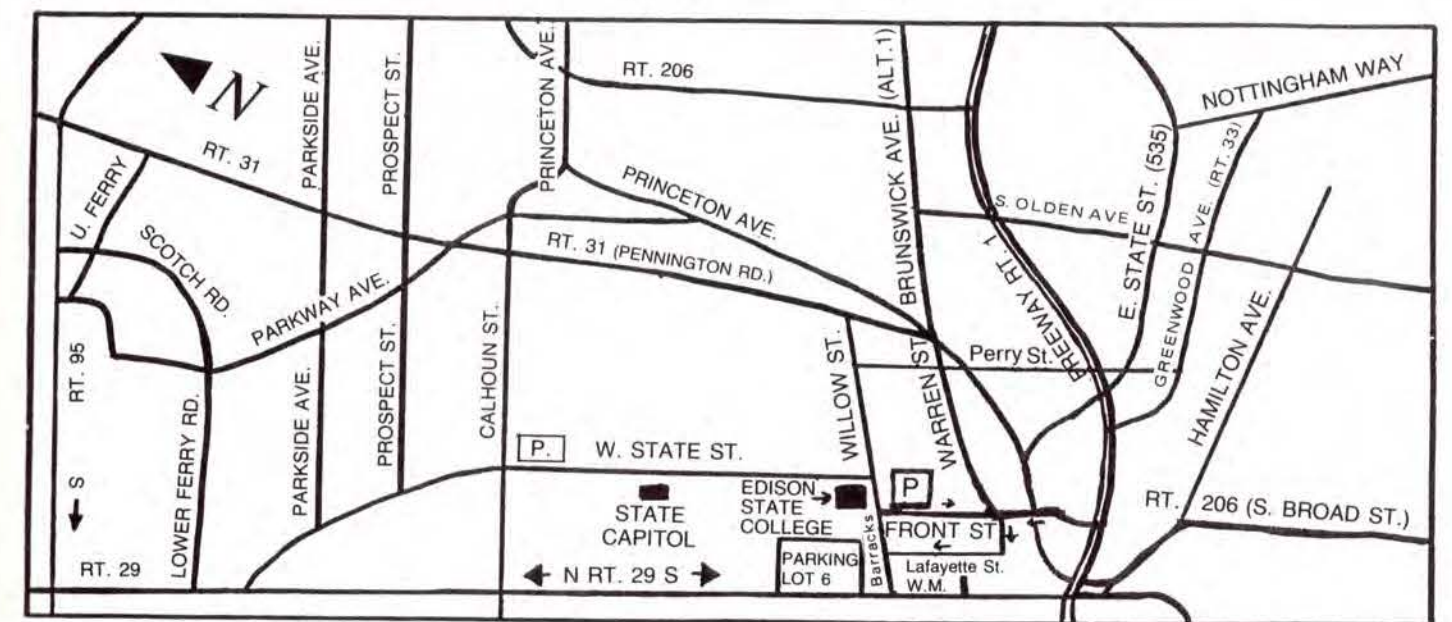 N
RT. 31
U. FERRY
SCOTCH RD.
PARKWAY AVE.
RT. 95
S
LOWER FERRY RD.
RT. 29
PARKSIDE AVE.
PARKSIDE AVE.
PROSPECT ST.
PROSPECT ST.
CALHOUN ST.
PRINCETON AVE.
RT. 206
PRINCETON AVE.
RT. 31 (PENNINGTON RD.)
BRUNSWICK AVE. (ALT.1)
FREEWAY RT. 1
S. OLDEN AVE
E. STATE ST. (535)
NOTTINGHAM WAY
GREENWOOD AVE. (RT. 33)
HAMILTON AVE.
RT. 206 (S. BROAD ST.)
Perry St.
WILLOW ST.
WARREN ST.
P.
W. STATE ST.
STATE
CAPITOL
EDISON
STATE
COLLEGE
P
FRONT ST
Barracks
Lafayette St.
W.M.
PARKING
LOT 6
N RT. 29 S